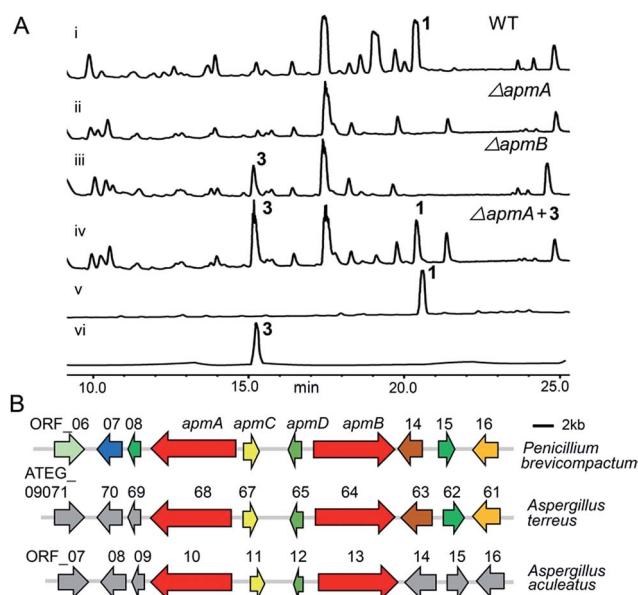 A
WT
i
1
ii
△apmA
iii
3
△apmB
iv
3
1
△apmA+3
v
1
vi
3
10.0 15.0 min 20.0 25.0
B
ORF_06 07 08 apmA apmC apmD apmB 14 15 16 2kb
Penicillium
brevicompactum
ATEG_
09071 70 69 68 67 65 64 63 62 61
Aspergillus
terreus
ORF_07 08 09 10 11 12 13 14 15 16
Aspergillus
aculeatus